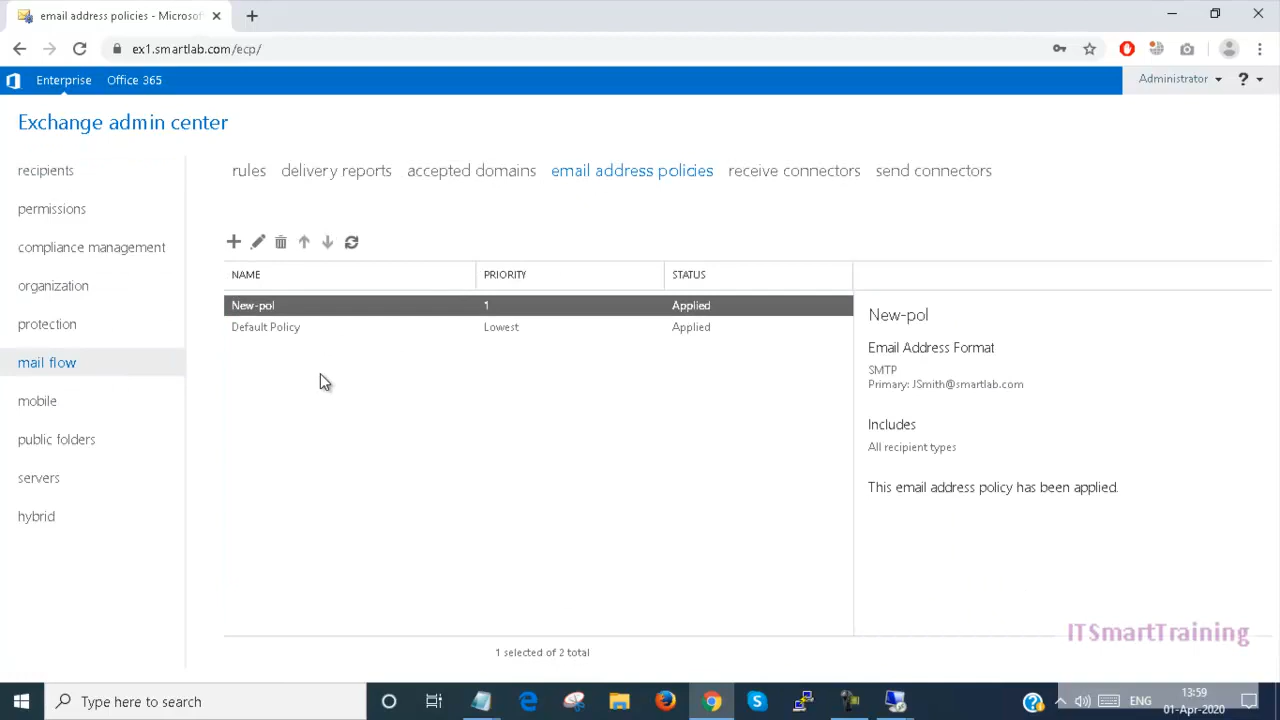 email address policies - Microsof
ex1.smartlab.com/ecp/
Enterprise Office 365 Administrator ?
Exchange admin center
recipients
permissions
compliance management
organization
protection
mail flow
mobile
public folders
servers
hybrid
rules delivery reports accepted domains email address policies receive connectors send connectors
NAME PRIORITY STATUS
New-pol 1 Applied
Default Policy Lowest Applied
New-pol
Email Address Format
SMTP
Primary: JSmith@smartlab.com
Includes
All recipient types
This email address policy has been applied.
1 selected of 2 total
ITSmartTraining
Type here to search
ENG
13:59
01-Apr-2020